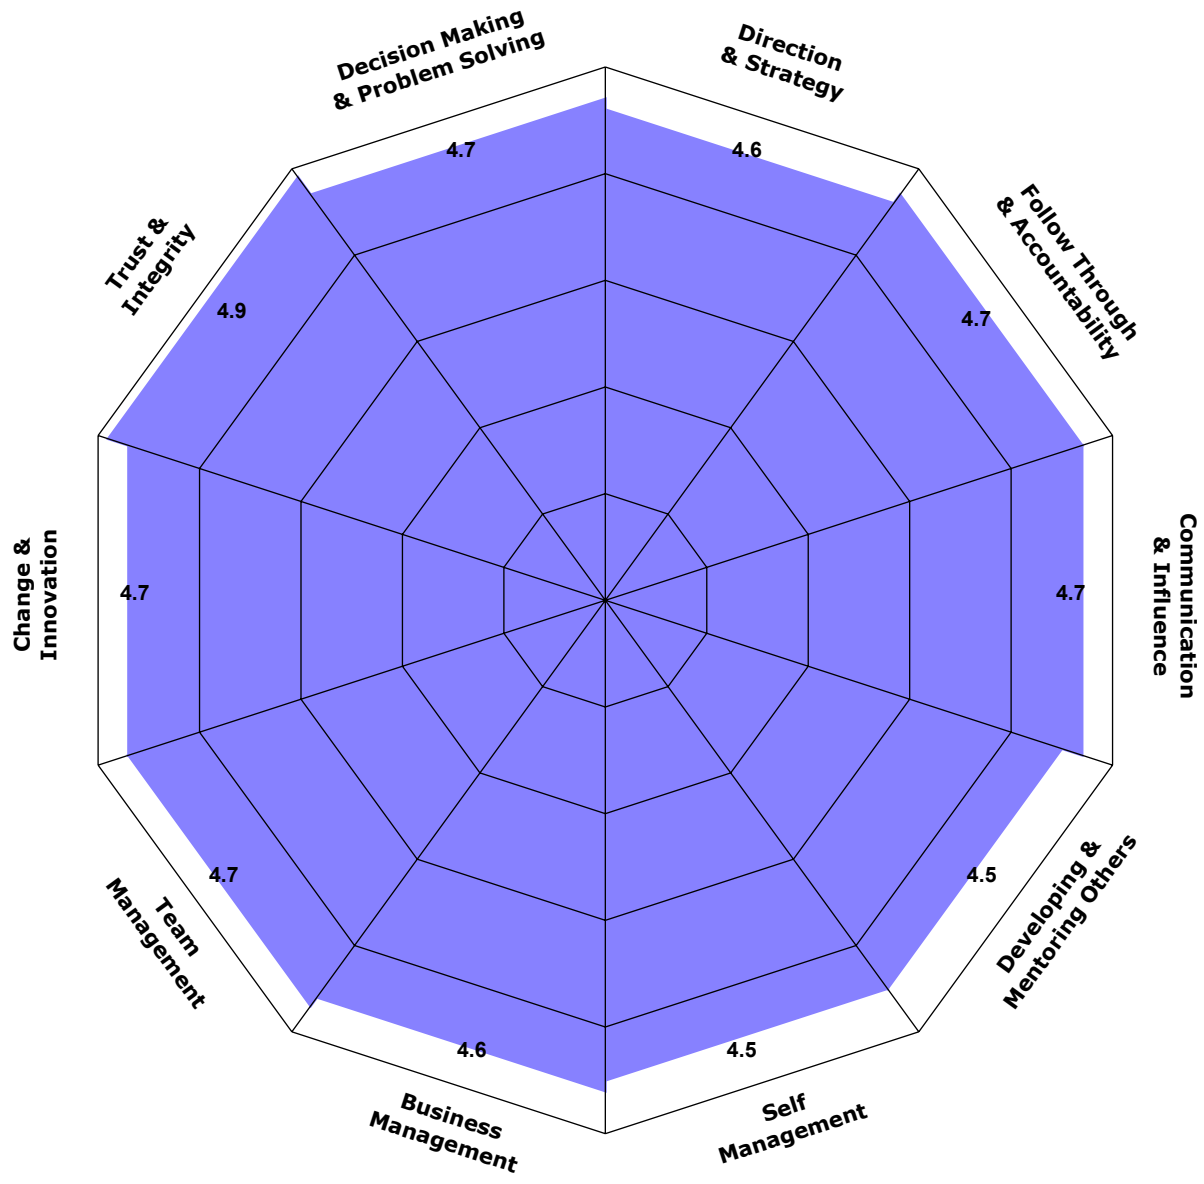 Decision Making
& Problem Solving
4.7
Direction
& Strategy
4.6
Follow Through
& Accountability
4.7
Communication
& Influence
4.7
Developing &
Mentoring Others
4.5
Self
Management
4.5
Business
Management
4.6
Team
Management
4.7
Change &
Innovation
4.7
Trust &
Integrity
4.9